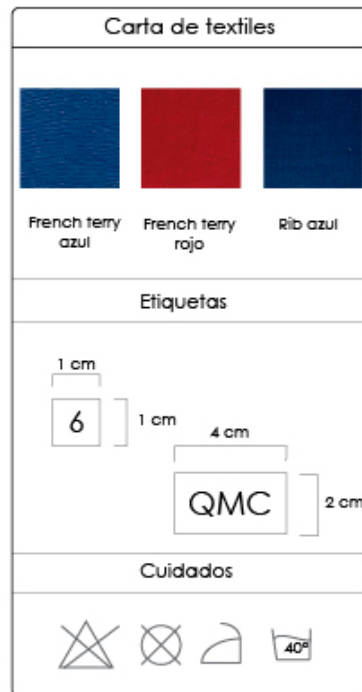 Carta de textiles
French terry
azul
French terry
rojo
Rib azul
Etiquetas
1 cm
6
1 cm
4 cm
QMC
2 cm
Cuidados
40º